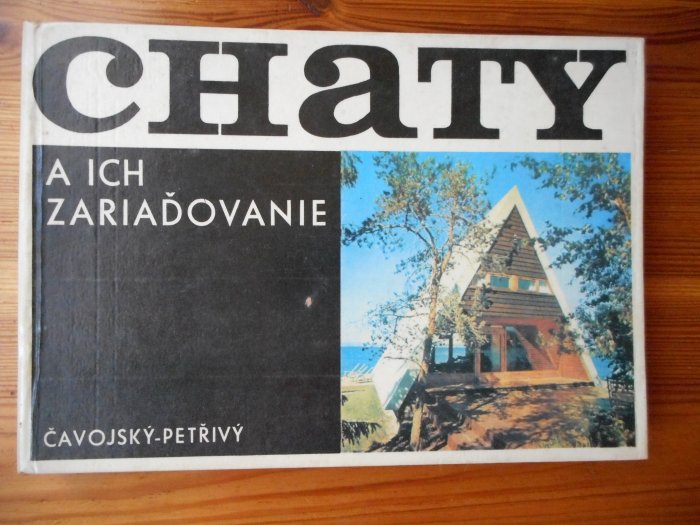 CHaTY
A ICH
ZARIAĎOVANIE
ČAVOJSKÝ-PETŘIVÝ